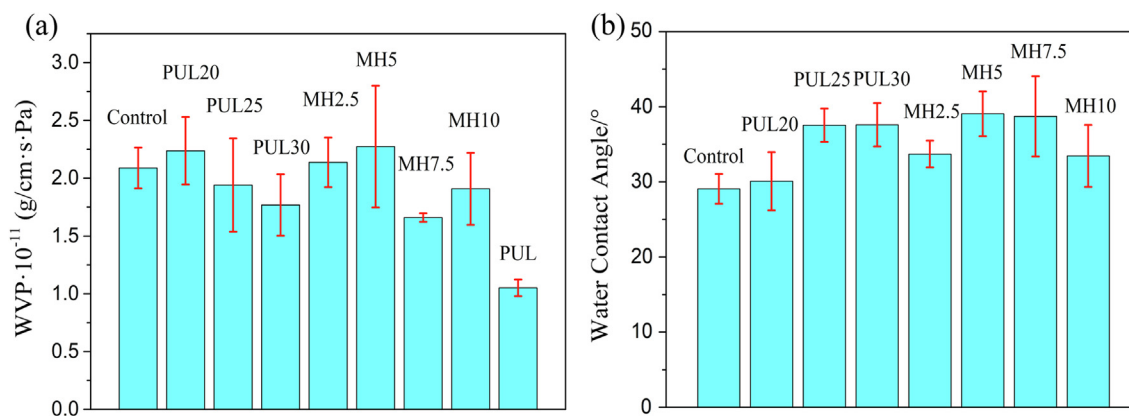 (a)
WVP·10⁻¹¹ (g/cm·s·Pa)
3.0
2.5
2.0
1.5
1.0
0.5
0.0
Control
PUL20
PUL25
PUL30
MH2.5
MH5
MH7.5
MH10
PUL
(b)
Water Contact Angle/°
50
40
30
20
10
0
Control
PUL20
PUL25
PUL30
MH2.5
MH5
MH7.5
MH10